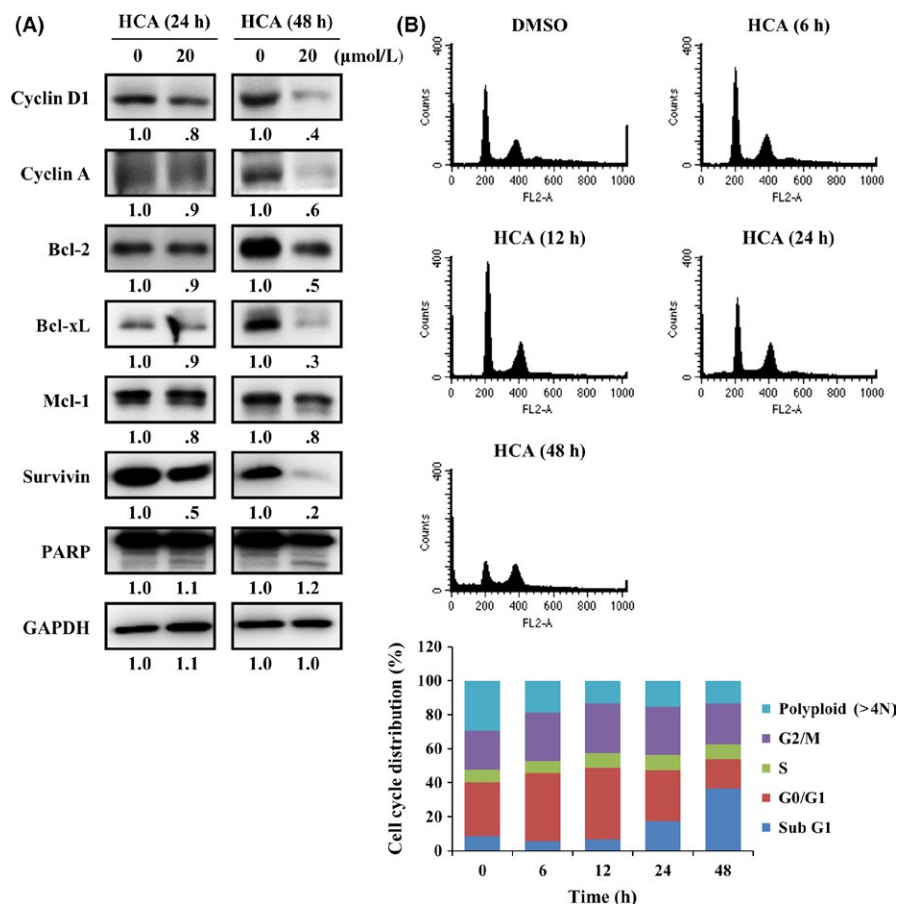 (A)
HCA (24 h) HCA (48 h)
0 20 0 20 (µmol/L)
Cyclin D1
1.0 .8 1.0 .4
Cyclin A
1.0 .9 1.0 .6
Bcl-2
1.0 .9 1.0 .5
Bcl-xL
1.0 .9 1.0 .3
Mcl-1
1.0 .8 1.0 .8
Survivin
1.0 .5 1.0 .2
PARP
1.0 1.1 1.0 1.2
GAPDH
1.0 1.1 1.0 1.0
(B)
DMSO
400
Counts
0
0 200 400 600 800 1000
FL2-A
HCA (6 h)
400
Counts
0
0 200 400 600 800 1000
FL2-A
HCA (12 h)
400
Counts
0
0 200 400 600 800 1000
FL2-A
HCA (24 h)
400
Counts
0
0 200 400 600 800 1000
FL2-A
HCA (48 h)
400
Counts
0
0 200 400 600 800 1000
FL2-A
Cell cycle distribution (%)
120
100
80
60
40
20
0
0 6 12 24 48
Time (h)
Polyploid (>4N)
G2/M
S
G0/G1
Sub G1